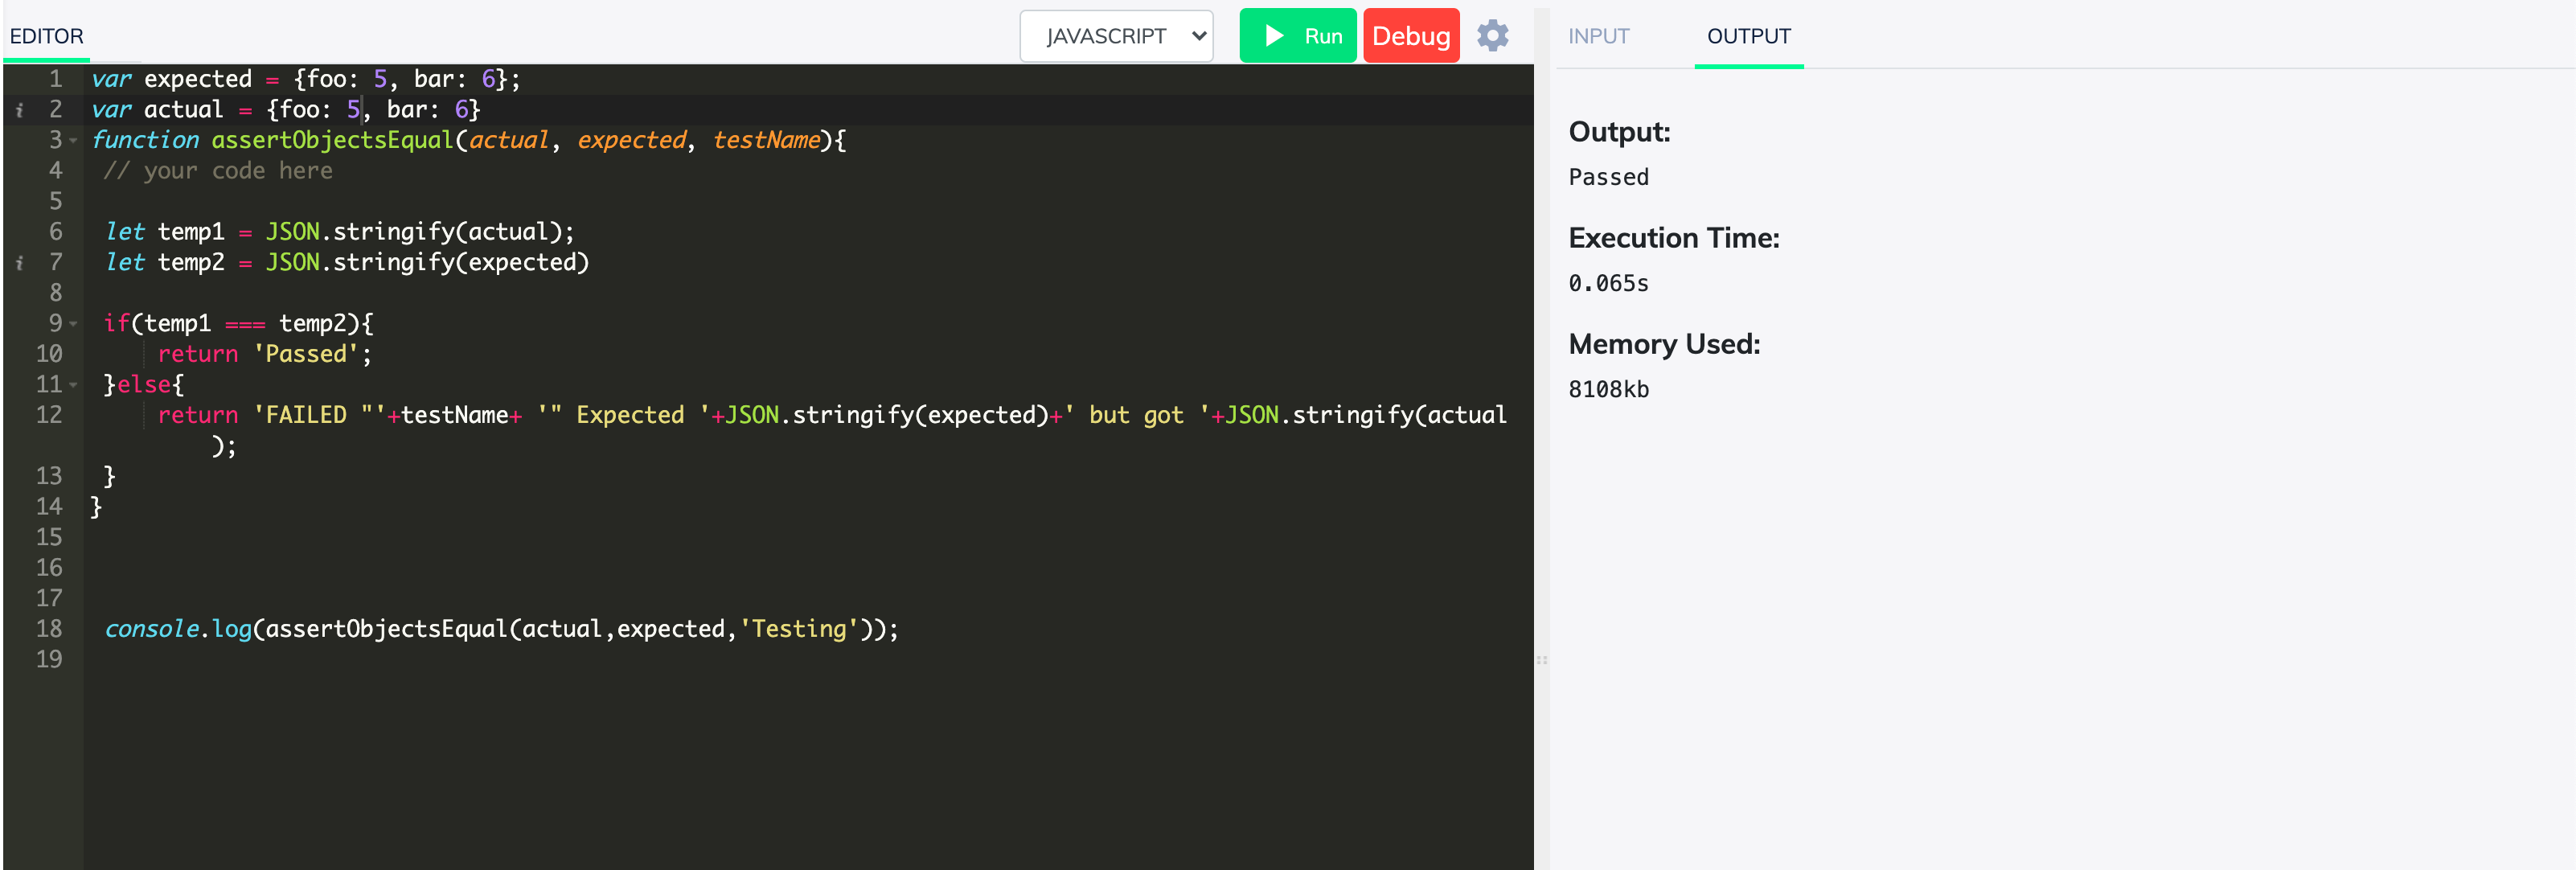 EDITOR
JAVASCRIPT
Run
Debug
INPUT
OUTPUT
1 var expected = {foo: 5, bar: 6};
i 2 var actual = {foo: 5, bar: 6}
3 function assertObjectsEqual(actual, expected, testName){
4 // your code here
5
6 let temp1 = JSON.stringify(actual);
i 7 let temp2 = JSON.stringify(expected)
8
9 if(temp1 === temp2){
10 return 'Passed';
11 }else{
12 return 'FAILED "'+testName+ '" Expected '+JSON.stringify(expected)+' but got '+JSON.stringify(actual
);
13 }
14 }
15
16
17
18 console.log(assertObjectsEqual(actual,expected,'Testing'));
19
Output:
Passed
Execution Time:
0.065s
Memory Used:
8108kb